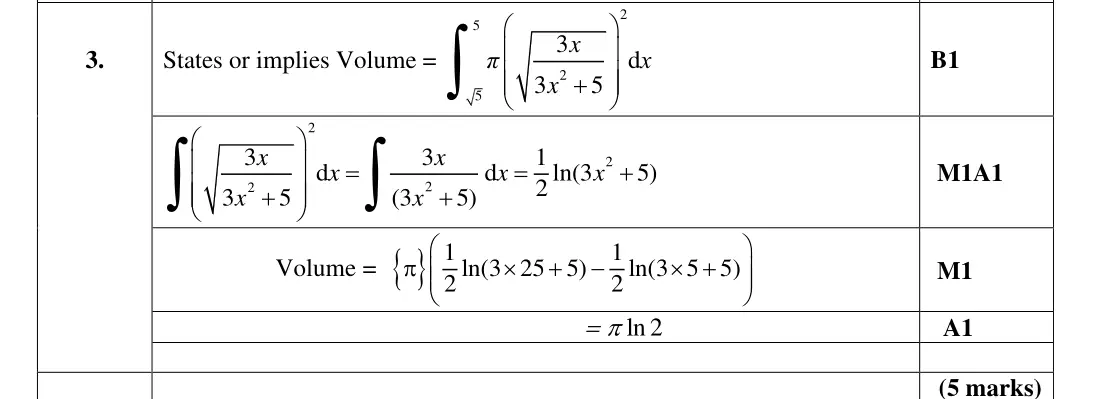 3. States or implies Volume = ∫_{√5}^{5} π(√(3x/(3x² + 5)))² dx B1
∫(√(3x/(3x² + 5)))² dx = ∫ 3x/(3x² + 5) dx = 1/2 ln(3x² + 5) M1A1
Volume = {π}(1/2 ln(3×25 + 5) − 1/2 ln(3×5 + 5)) M1
= π ln 2 A1
(5 marks)